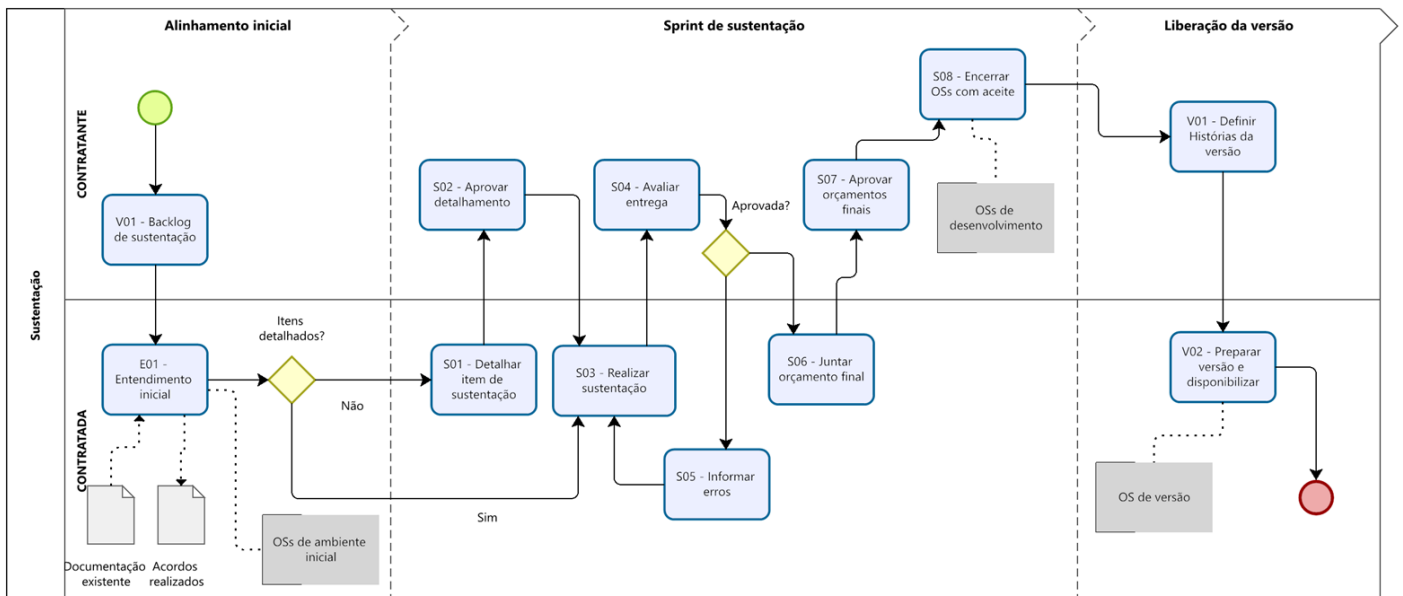 Alinhamento inicial
Sprint de sustentação
Liberação da versão
Sustentação
CONTRATANTE
V01 - Backlog
de sustentação
S02 - Aprovar
detalhamento
S04 - Avaliar
entrega
Aprovada?
S07 - Aprovar
orçamentos
finais
S08 - Encerrar
OSs com aceite
OSs de
desenvolvimento
V01 - Definir
Histórias da
versão
CONTRATADA
E01 -
Entendimento
inicial
Itens
detalhados?
Não
Sim
S01 - Detalhar
item de
sustentação
S03 - Realizar
sustentação
S05 - Informar
erros
S06 - Juntar
orçamento final
V02 - Preparar
versão e
disponibilizar
OS de versão
OSs de ambiente
inicial
Documentação
existente
Acordos
realizados